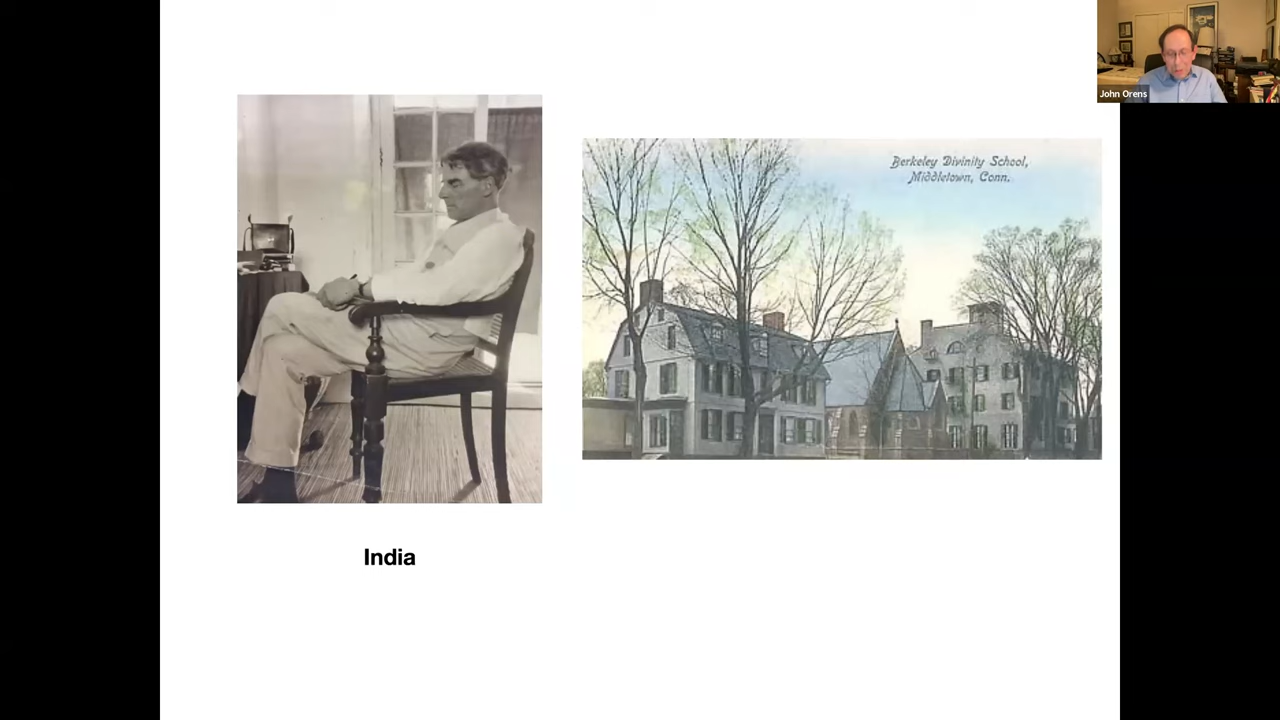 John Orens
Berkeley Divinity School,
Middletown, Conn.
India